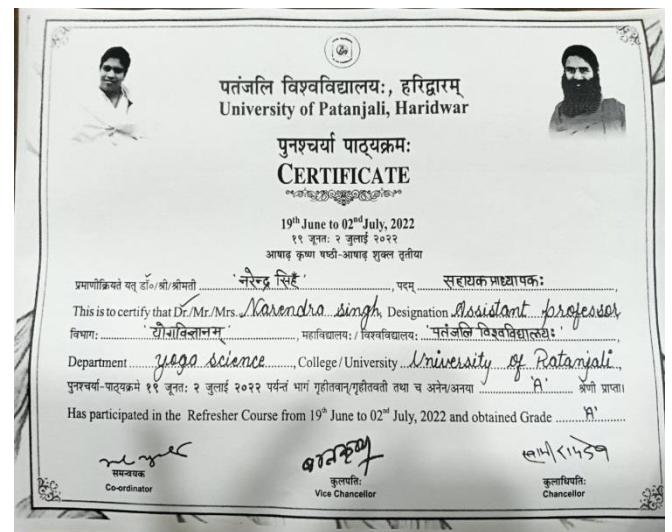 पतंजलि विश्वविद्यालयः, हरिद्वारम्
University of Patanjali, Haridwar
पुनश्चर्या पाठ्यक्रमः
CERTIFICATE
19th June to 02nd July, 2022
१९ जूनतः २ जुलाई २०२२
आषाढ़ कृष्ण षष्ठी-आषाढ़ शुक्ल तृतीया
प्रमाणीक्रियते यत् डॉ०/श्री/श्रीमती 'नरेन्द्र सिंह' , पदम् सहायकप्राध्यापकः
This is to certify that Dr./Mr./Mrs. Narendra singh, Designation Assistant professor
विभागः 'योगविज्ञानम्' , महाविद्यालयः / विश्वविद्यालयः 'पतंजलि विश्वविद्यालयः'
Department yoga science, College/University University of Patanjali
पुनश्चर्या-पाठ्यक्रमे १९ जूनतः २ जुलाई २०२२ पर्यन्तं भागं गृहीतवान्/गृहीतवती तथा च अनेन/अनया 'A' श्रेणी प्राप्ता।
Has participated in the Refresher Course from 19th June to 02nd July, 2022 and obtained Grade 'A'
स्वामी रामदेव
समन्वयक
Co-ordinator
कुलपतिः
Vice Chancellor
कुलाधिपतिः
Chancellor